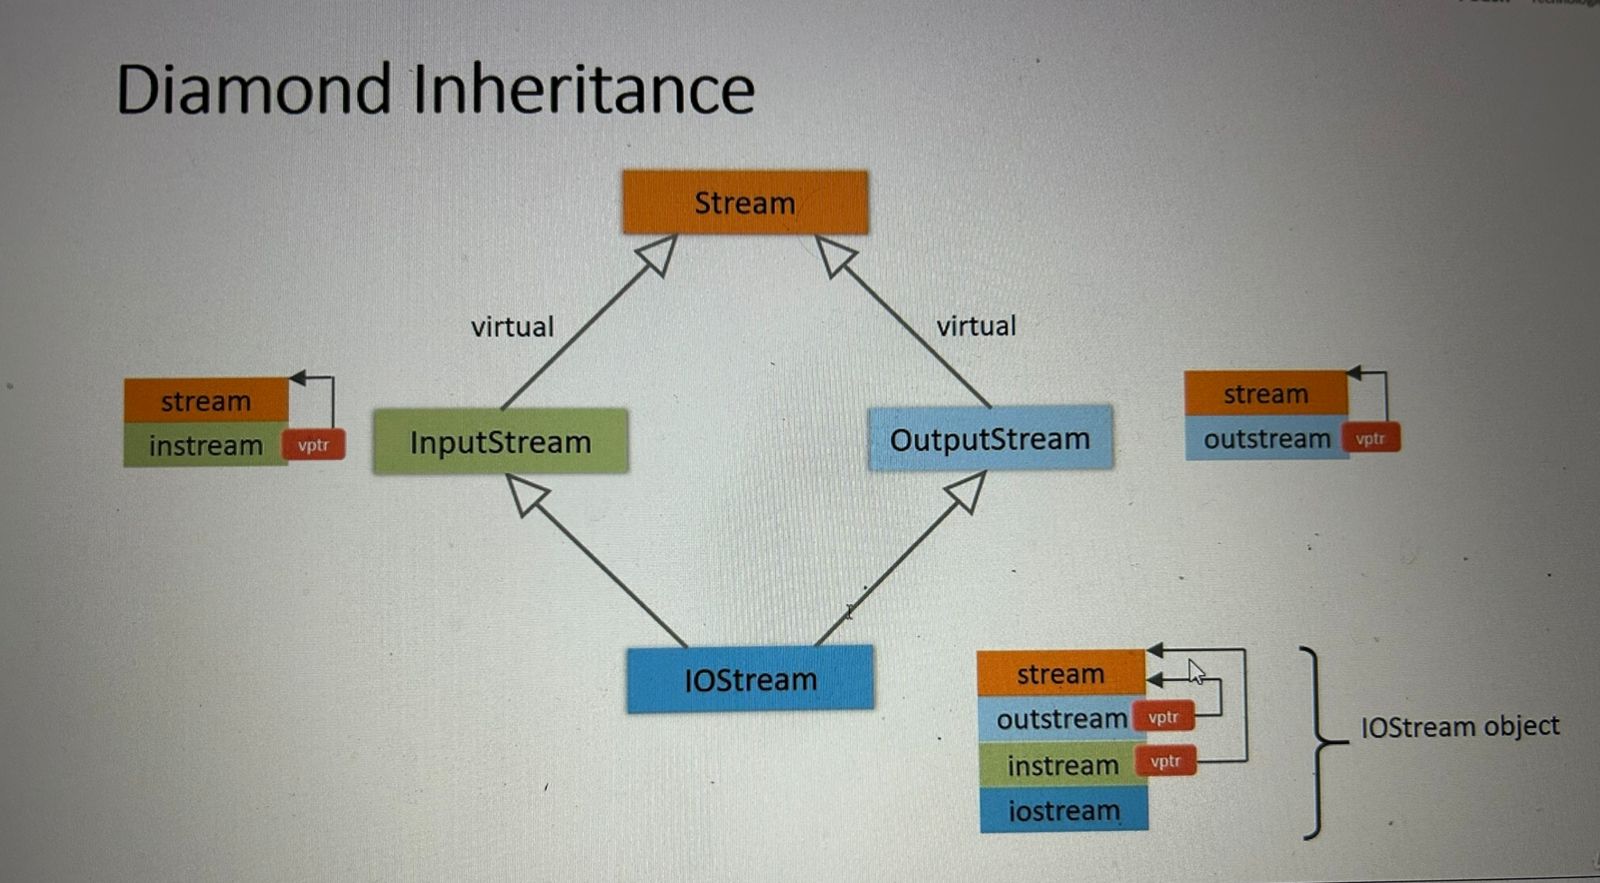 Diamond Inheritance
Stream
virtual
virtual
stream
instream
vptr
InputStream
OutputStream
stream
outstream
vptr
IOStream
stream
outstream
vptr
instream
vptr
iostream
IOStream object